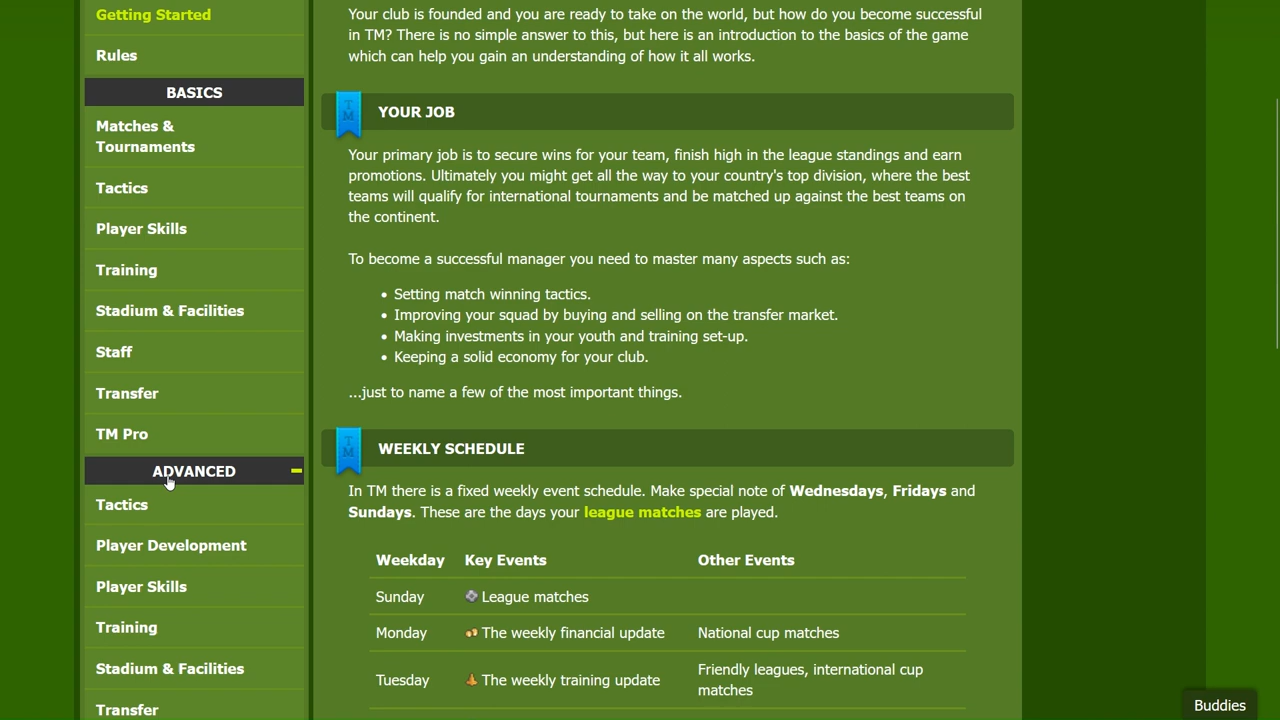 Getting Started
Rules
BASICS
Matches &
Tournaments
Tactics
Player Skills
Training
Stadium & Facilities
Staff
Transfer
TM Pro
ADVANCED
Tactics
Player Development
Player Skills
Training
Stadium & Facilities
Transfer
Your club is founded and you are ready to take on the world, but how do you become successful
in TM? There is no simple answer to this, but here is an introduction to the basics of the game
which can help you gain an understanding of how it all works.
TM
YOUR JOB
Your primary job is to secure wins for your team, finish high in the league standings and earn
promotions. Ultimately you might get all the way to your country's top division, where the best
teams will qualify for international tournaments and be matched up against the best teams on
the continent.
To become a successful manager you need to master many aspects such as:
• Setting match winning tactics.
• Improving your squad by buying and selling on the transfer market.
• Making investments in your youth and training set-up.
• Keeping a solid economy for your club.
...just to name a few of the most important things.
TM
WEEKLY SCHEDULE
In TM there is a fixed weekly event schedule. Make special note of Wednesdays, Fridays and
Sundays. These are the days your league matches are played.
Weekday Key Events Other Events
Sunday League matches
Monday The weekly financial update National cup matches
Tuesday The weekly training update Friendly leagues, international cup
matches
Buddies